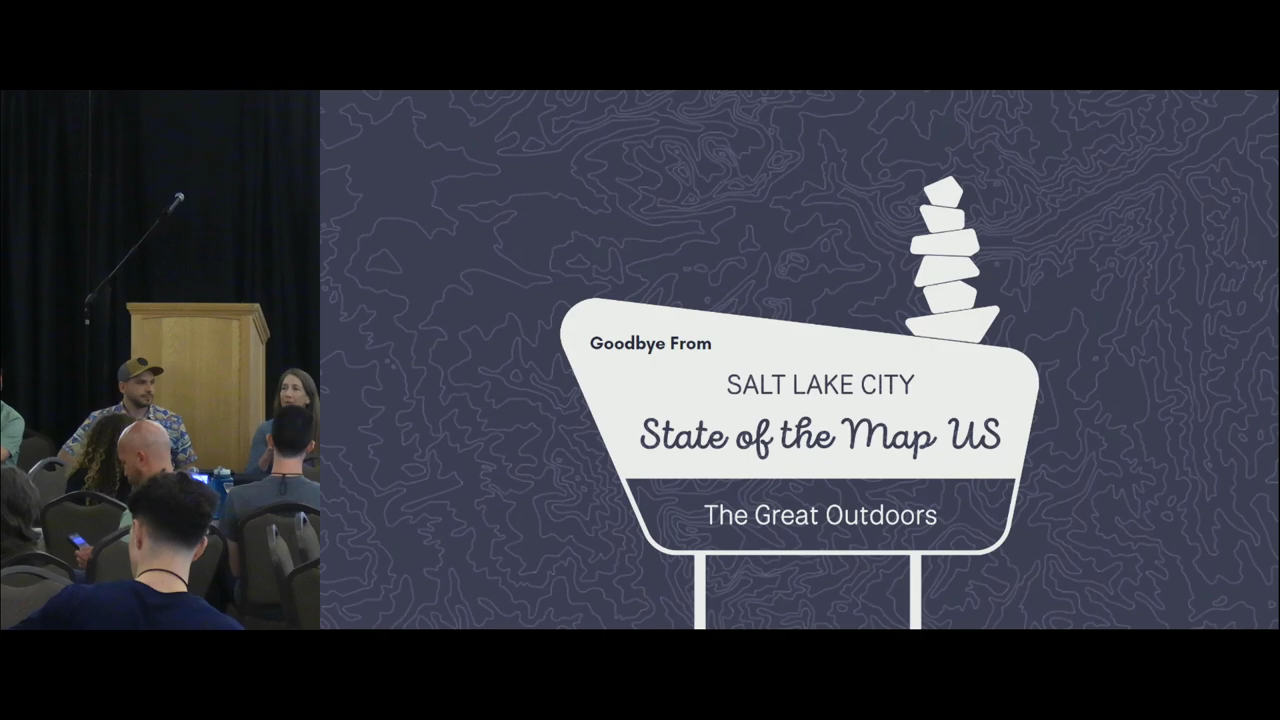 Goodbye From
SALT LAKE CITY
State of the Map US
The Great Outdoors